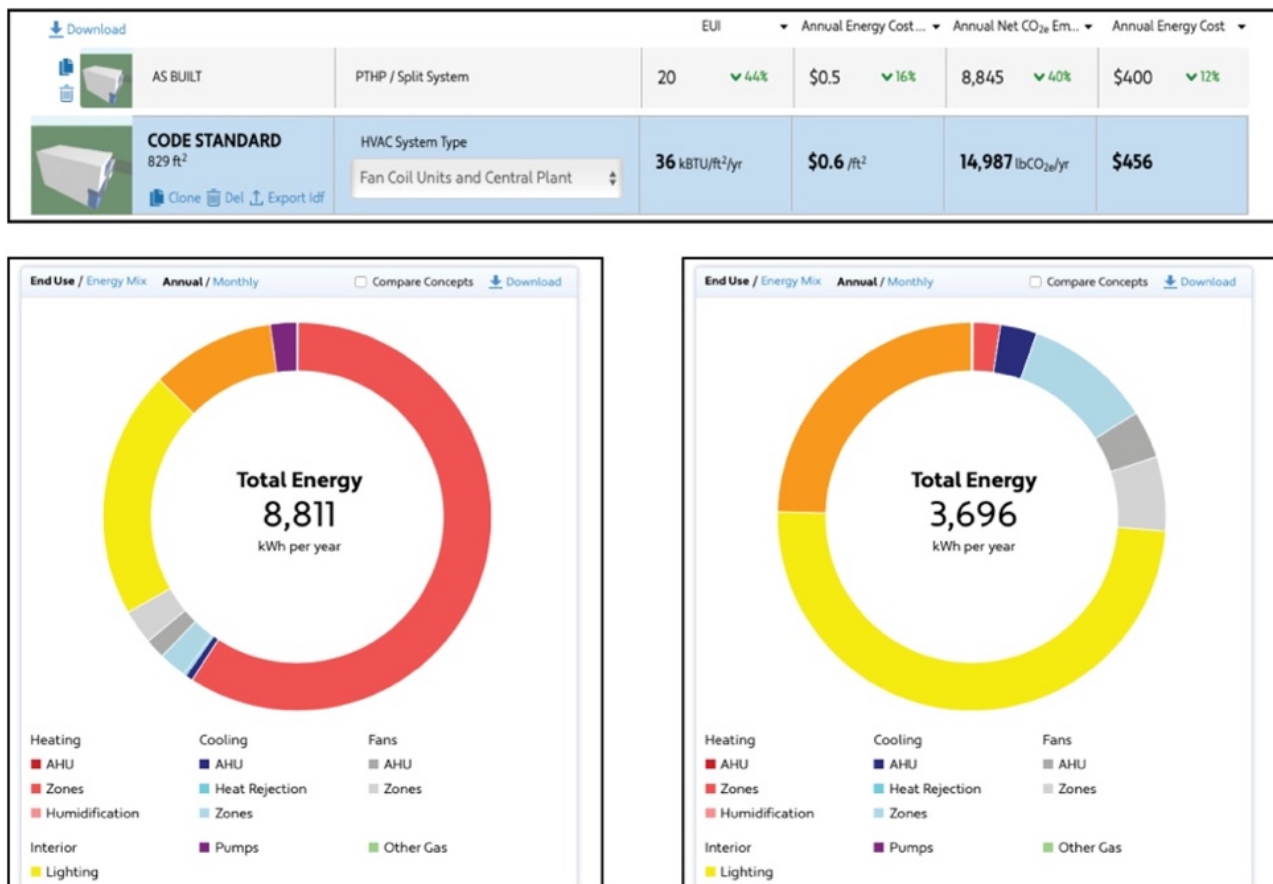 Download
EUI
Annual Energy Cost...
Annual Net CO₂e Em...
Annual Energy Cost
AS BUILT
PTHP / Split System
20
44%
$0.5
16%
8,845
40%
$400
12%
CODE STANDARD
829 ft²
Clone Del Export Idf
HVAC System Type
Fan Coil Units and Central Plant
36 kBTU/ft²/yr
$0.6 /ft²
14,987 lbCO₂e/yr
$456
End Use / Energy Mix Annual / Monthly Compare Concepts Download
Total Energy
8,811
kWh per year
Heating Cooling Fans
AHU AHU AHU
Zones Heat Rejection Zones
Humidification Zones
Interior Pumps Other Gas
Lighting
End Use / Energy Mix Annual / Monthly Compare Concepts Download
Total Energy
3,696
kWh per year
Heating Cooling Fans
AHU AHU AHU
Zones Heat Rejection Zones
Humidification Zones
Interior Pumps Other Gas
Lighting